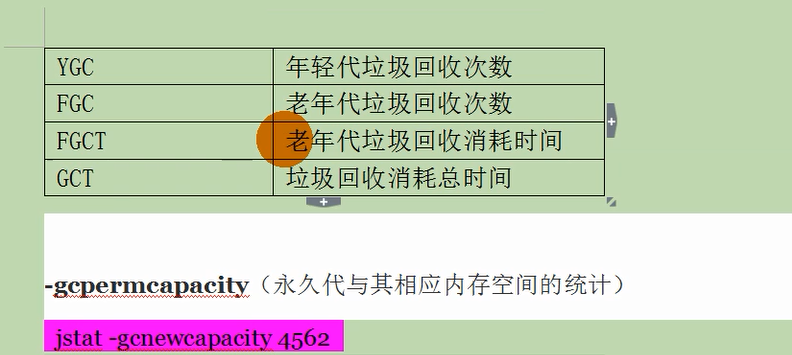 YGC 年轻代垃圾回收次数
FGC 老年代垃圾回收次数
FGCT 老年代垃圾回收消耗时间
GCT 垃圾回收消耗总时间
-gcpermcapacity（永久代与其相应内存空间的统计）
jstat -gcnewcapacity 4562